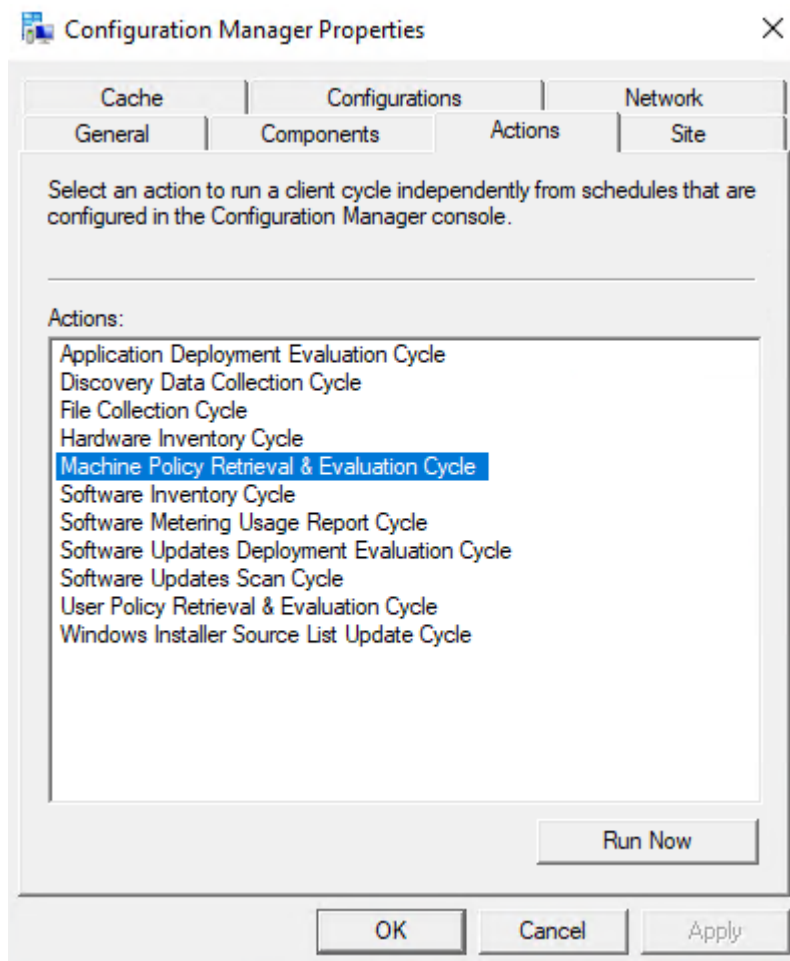 Configuration Manager Properties
Cache Configurations Network
General Components Actions Site
Select an action to run a client cycle independently from schedules that are
configured in the Configuration Manager console.
Actions:
Application Deployment Evaluation Cycle
Discovery Data Collection Cycle
File Collection Cycle
Hardware Inventory Cycle
Machine Policy Retrieval & Evaluation Cycle
Software Inventory Cycle
Software Metering Usage Report Cycle
Software Updates Deployment Evaluation Cycle
Software Updates Scan Cycle
User Policy Retrieval & Evaluation Cycle
Windows Installer Source List Update Cycle
Run Now
OK Cancel Apply